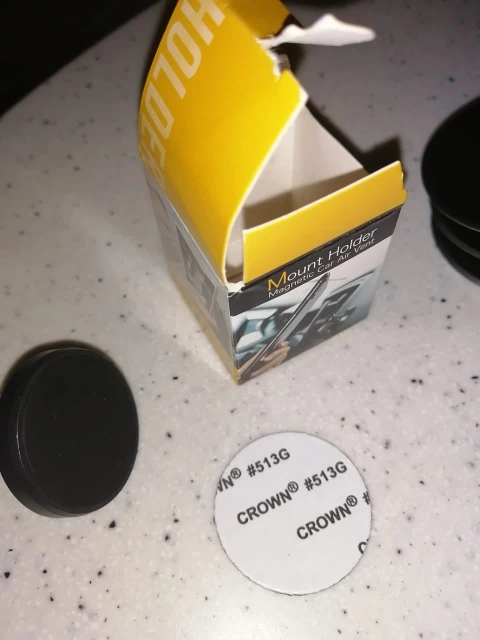 HOLDER
Mount Holder
Magnetic Car Air Vent
WN® #513G
CROWN® #513G
CROWN® #